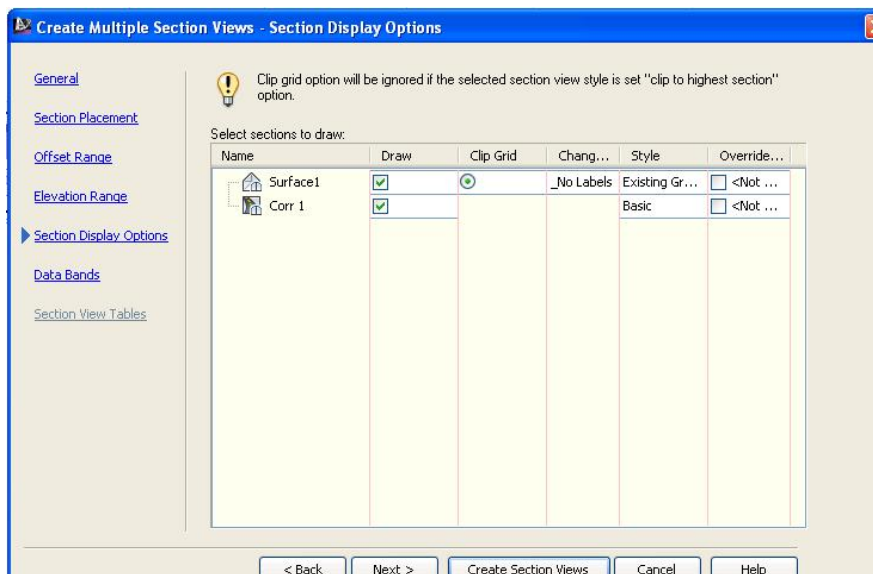 Create Multiple Section Views - Section Display Options
General
Section Placement
Offset Range
Elevation Range
Section Display Options
Data Bands
Section View Tables
Clip grid option will be ignored if the selected section view style is set "clip to highest section"
option.
Select sections to draw:
Name Draw Clip Grid Chang... Style Override...
Surface1 _No Labels Existing Gr... <Not ...
Corr 1 Basic <Not ...
< Back Next > Create Section Views Cancel Help